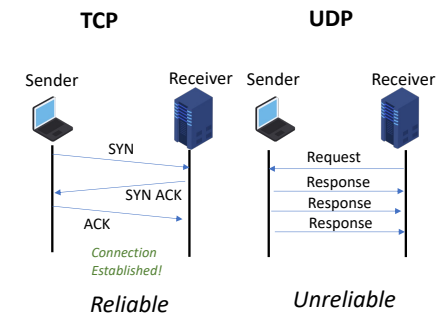 TCP
UDP
Sender
Receiver
Sender
Receiver
SYN
SYN ACK
ACK
Connection
Established!
Reliable
Request
Response
Response
Response
Unreliable